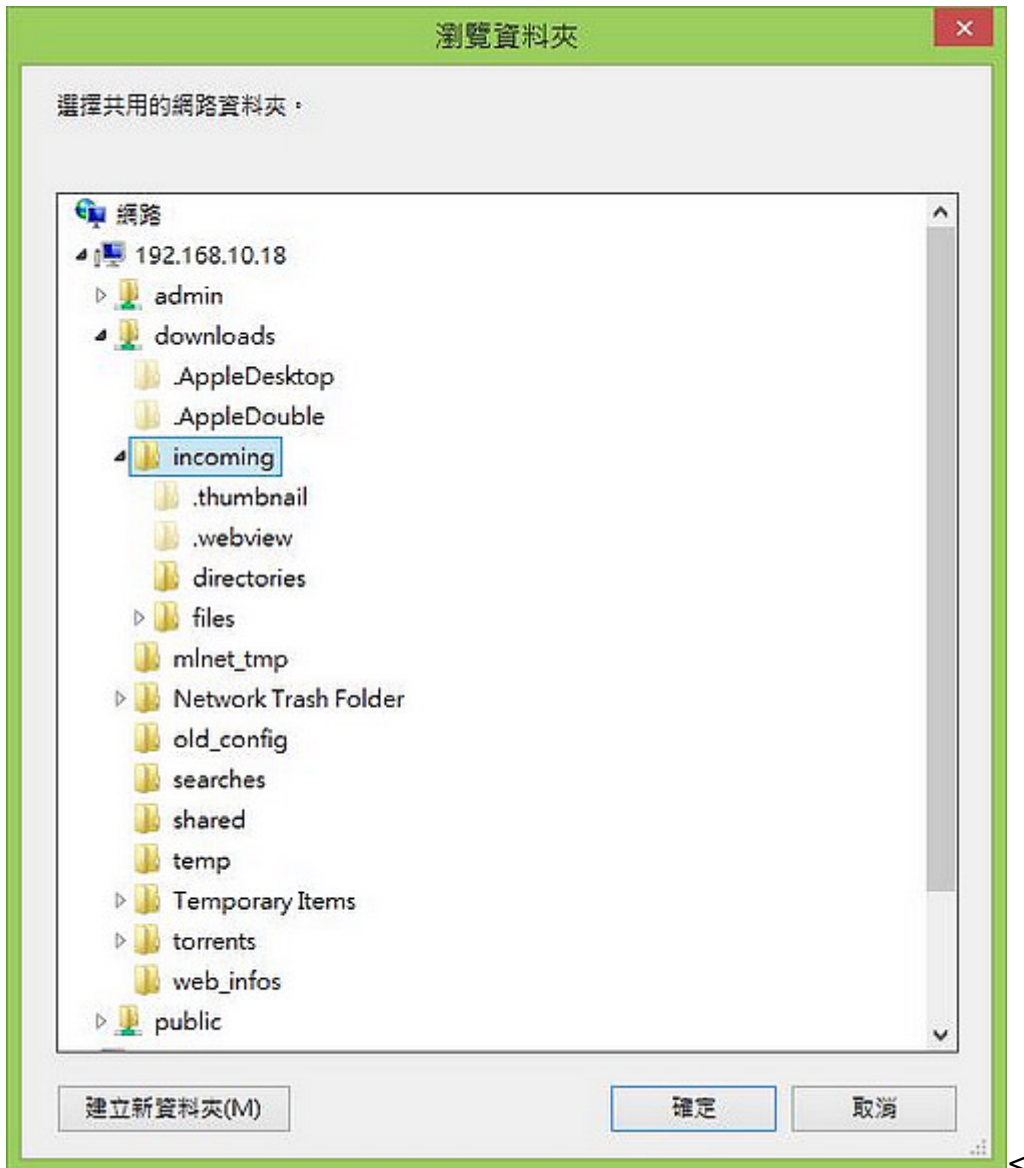 瀏覽資料夾
選擇共用的網路資料夾。
網路
192.168.10.18
admin
downloads
.AppleDesktop
.AppleDouble
incoming
.thumbnail
.webview
directories
files
mlnet_tmp
Network Trash Folder
old_config
searches
shared
temp
Temporary Items
torrents
web_infos
public
建立新資料夾(M)
確定
取消
<